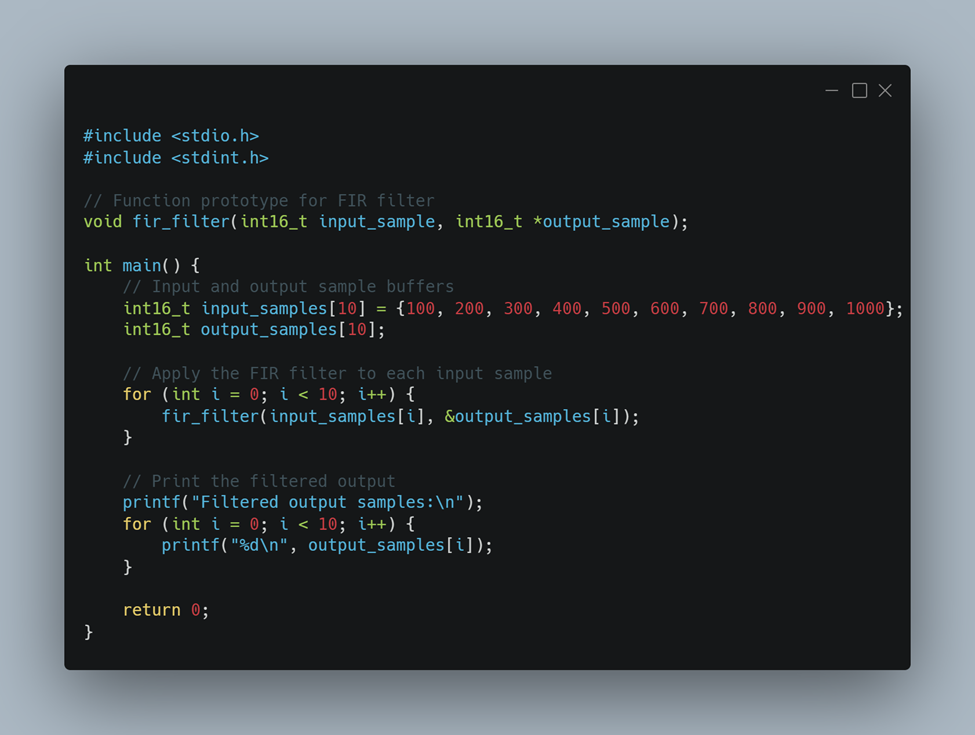 #include <stdio.h>
#include <stdint.h>
// Function prototype for FIR filter
void fir_filter(int16_t input_sample, int16_t *output_sample);
int main() {
    // Input and output sample buffers
    int16_t input_samples[10] = {100, 200, 300, 400, 500, 600, 700, 800, 900, 1000};
    int16_t output_samples[10];
    // Apply the FIR filter to each input sample
    for (int i = 0; i < 10; i++) {
        fir_filter(input_samples[i], &output_samples[i]);
    }
    // Print the filtered output
    printf("Filtered output samples:\n");
    for (int i = 0; i < 10; i++) {
        printf("%d\n", output_samples[i]);
    }
    return 0;
}